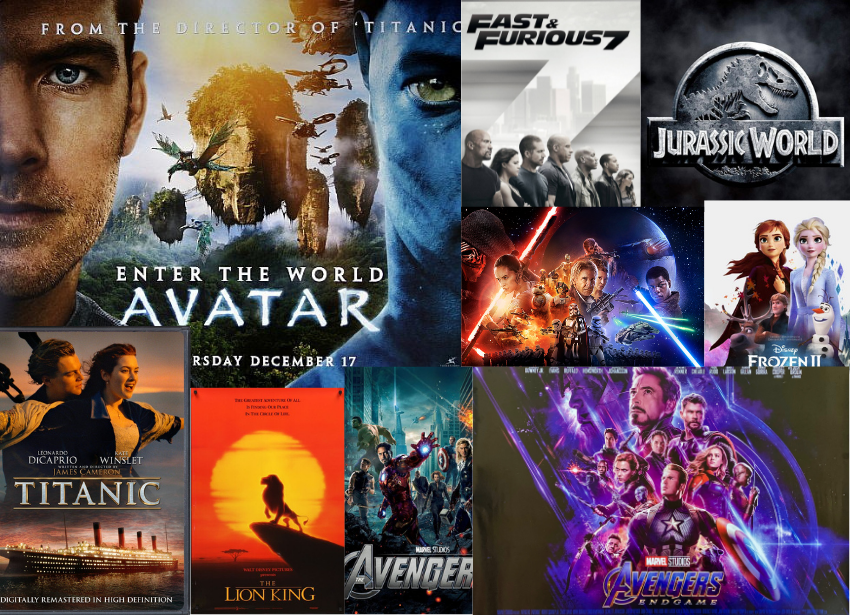 FROM THE DIRECTOR OF 'TITANIC
ENTER THE WORLD
AVATAR
RSDAY DECEMBER 17
FAST &
FURIOUS 7
JURASSIC WORLD
Disney
FROZEN II
LEONARDO
DICAPRIO
KATE
WINSLET
WRITTEN AND DIRECTED BY
JAMES CAMERON
TITANIC
DIGITALLY REMASTERED IN HIGH DEFINITION
THE GREATEST ADVENTURE OF ALL
IS FINDING OUR PLACE
IN THE CIRCLE OF LIFE.
WALT DISNEY PICTURES
presents
THE
LION KING
MARVEL STUDIOS
AVENGER
MARVEL STUDIOS
AVENGERS
ENDGAME